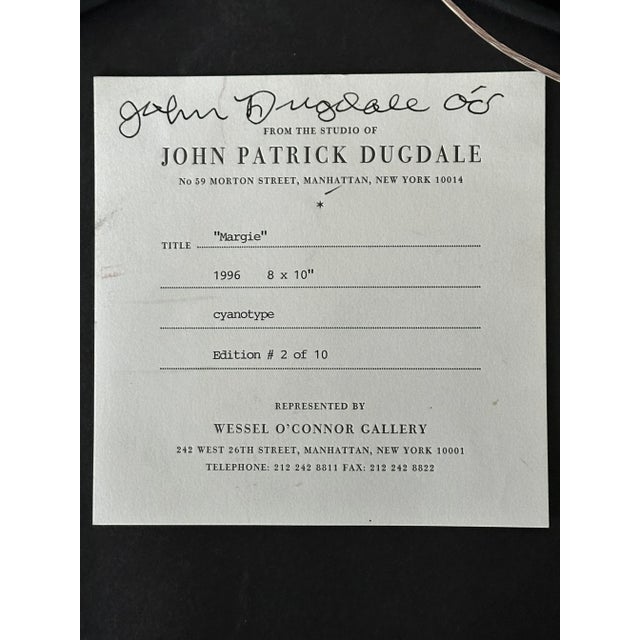 John Dugdale
FROM THE STUDIO OF
JOHN PATRICK DUGDALE
No 59 MORTON STREET, MANHATTAN, NEW YORK 10014
*
TITLE "Margie"
1996 8 x 10"
cyanotype
Edition # 2 of 10
REPRESENTED BY
WESSEL O'CONNOR GALLERY
242 WEST 26TH STREET, MANHATTAN, NEW YORK 10001
TELEPHONE: 212 242 8811 FAX: 212 242 8822